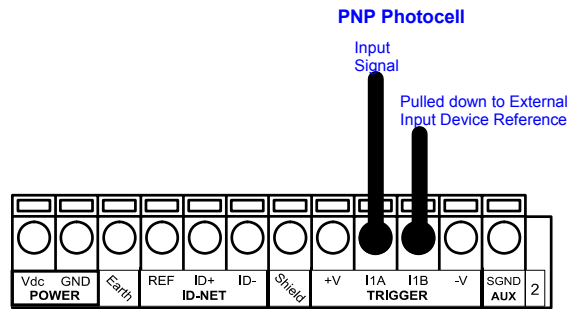 PNP Photocell
Input
Signal
Pulled down to External
Input Device Reference
Vdc GND Earth REF ID+ ID- Shield +V I1A I1B -V SGND 2
POWER ID-NET TRIGGER AUX